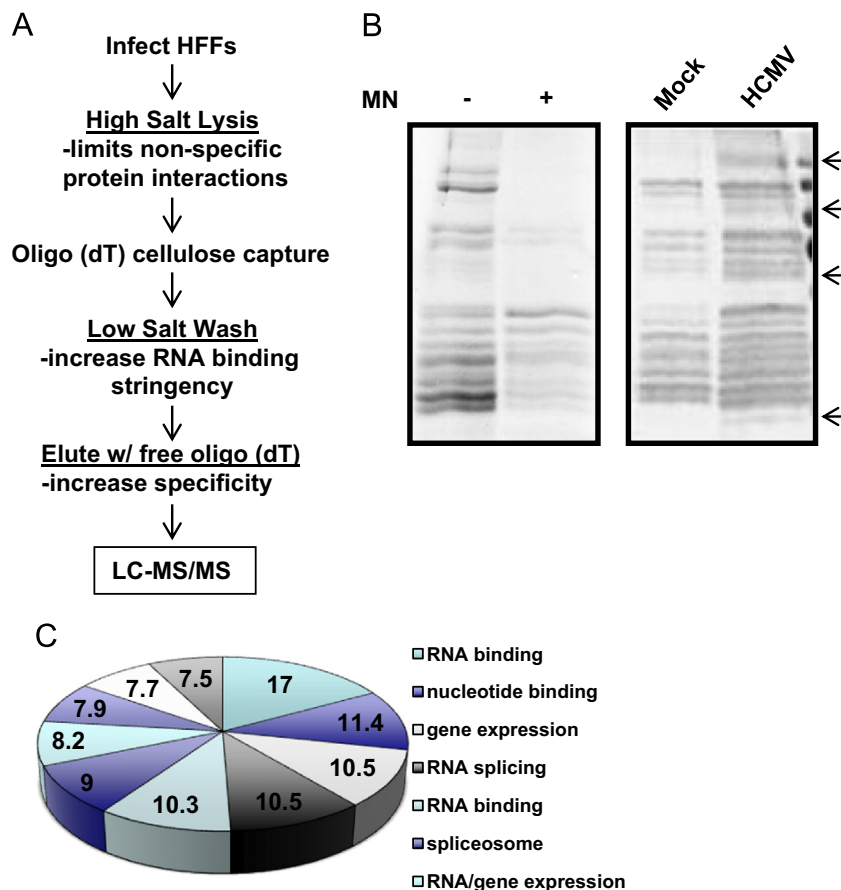 A
Infect HFFs
High Salt Lysis
-limits non-specific
protein interactions
Oligo (dT) cellulose capture
Low Salt Wash
-increase RNA binding
stringency
Elute w/ free oligo (dT)
-increase specificity
LC-MS/MS
B
MN - +
Mock HCMV
C
7.5
17
11.4
10.5
10.5
10.3
9
8.2
7.9
7.7
RNA binding
nucleotide binding
gene expression
RNA splicing
RNA binding
spliceosome
RNA/gene expression